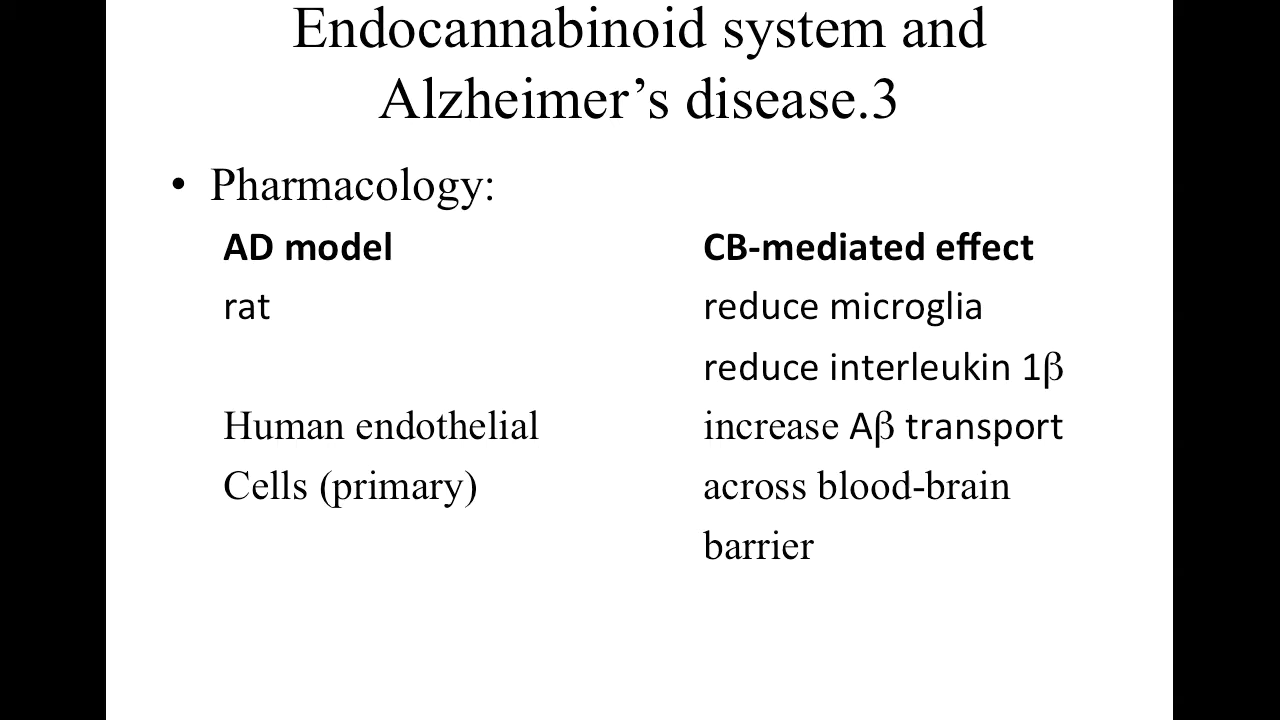 Endocannabinoid system and
Alzheimer’s disease.3
• Pharmacology:
AD model CB-mediated effect
rat reduce microglia
reduce interleukin 1β
Human endothelial increase Aβ transport
Cells (primary) across blood-brain
barrier